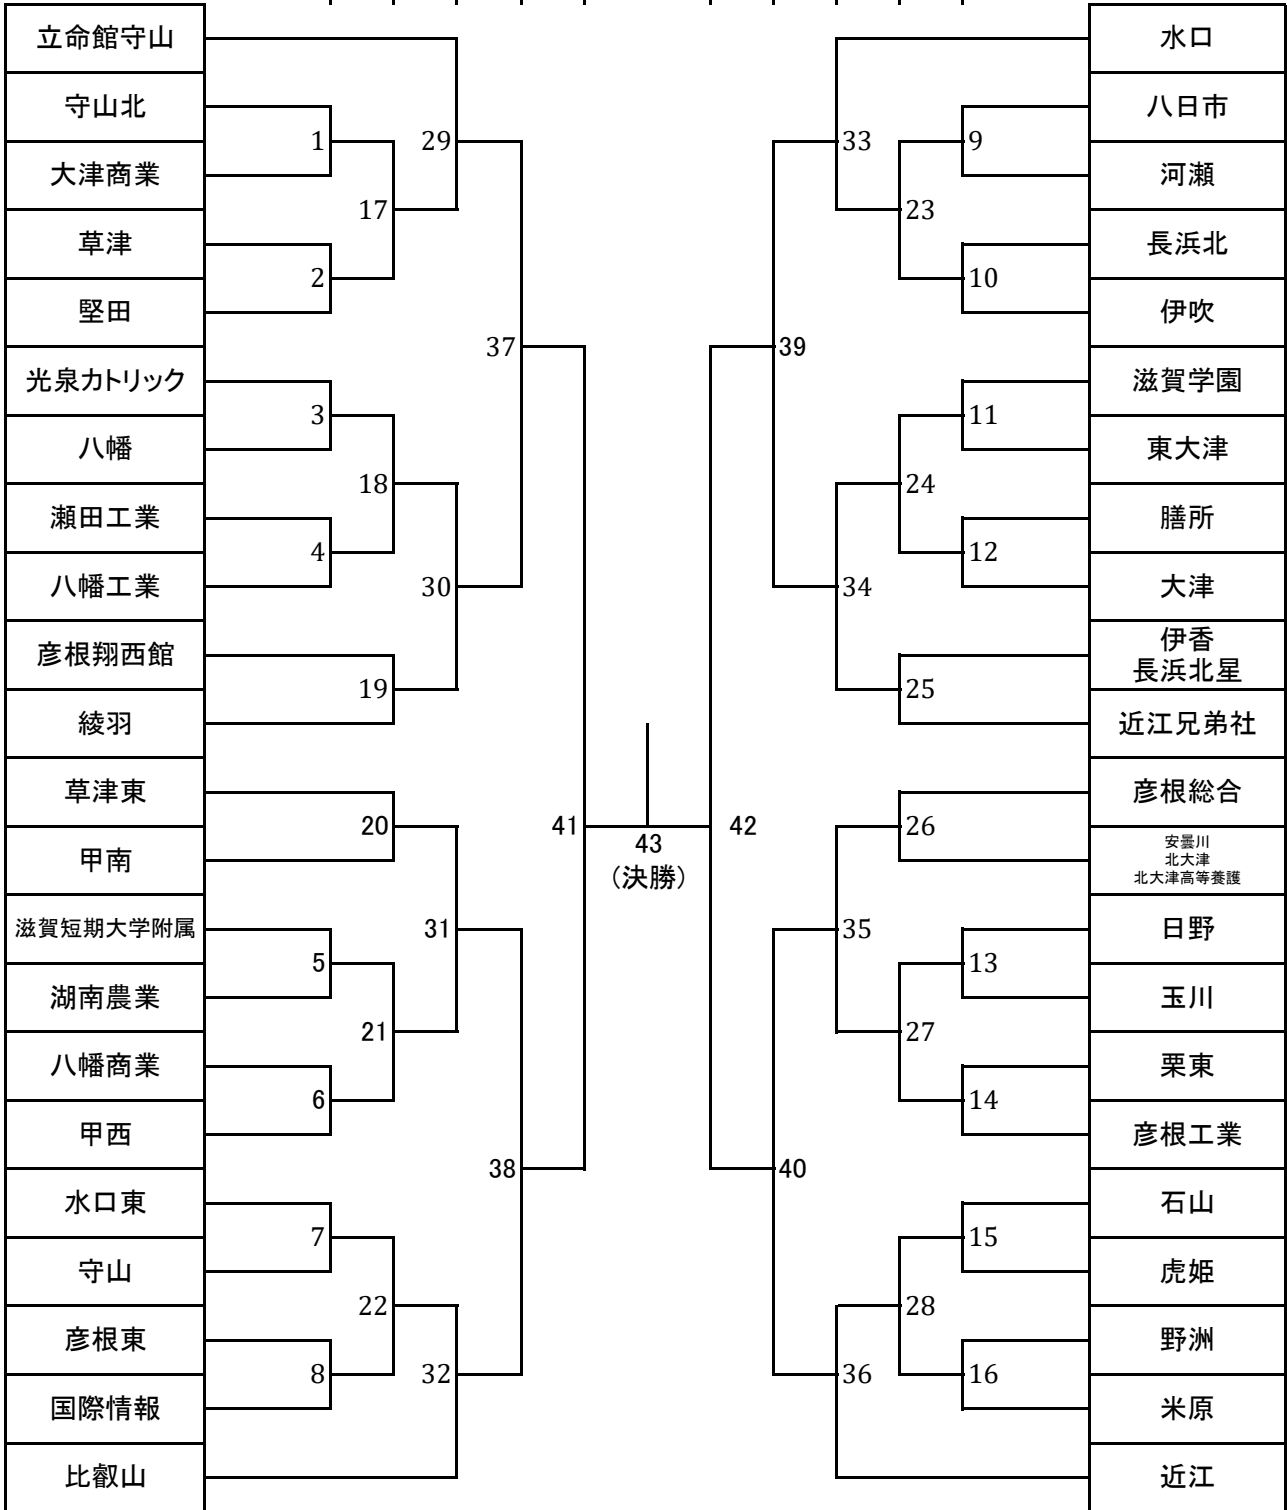 立命館守山
守山北
大津商業
草津
堅田
光泉カトリック
八幡
瀬田工業
八幡工業
彦根翔西館
綾羽
草津東
甲南
滋賀短期大学附属
湖南農業
八幡商業
甲西
水口東
守山
彦根東
国際情報
比叡山
1
2
3
4
5
6
7
8
17
18
19
20
21
22
29
30
31
32
37
38
41
43
(決勝)
42
39
40
33
34
35
36
23
24
25
26
27
28
9
10
11
12
13
14
15
16
水口
八日市
河瀬
長浜北
伊吹
滋賀学園
東大津
膳所
大津
伊香
長浜北星
近江兄弟社
彦根総合
安曇川
北大津
北大津高等養護
日野
玉川
栗東
彦根工業
石山
虎姫
野洲
米原
近江